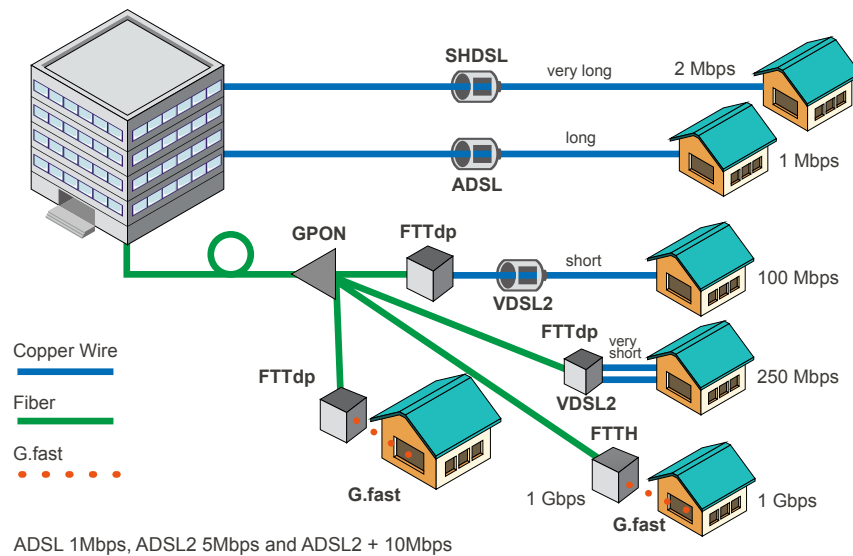 SHDSL
very long
2 Mbps
long
1 Mbps
ADSL
GPON
FTTdp
short
VDSL2
100 Mbps
FTTdp
very
short
Copper Wire
FTTdp
250 Mbps
VDSL2
Fiber
FTTH
G.fast
G.fast
1 Gbps
1 Gbps
G.fast
ADSL 1Mbps, ADSL2 5Mbps and ADSL2 + 10Mbps